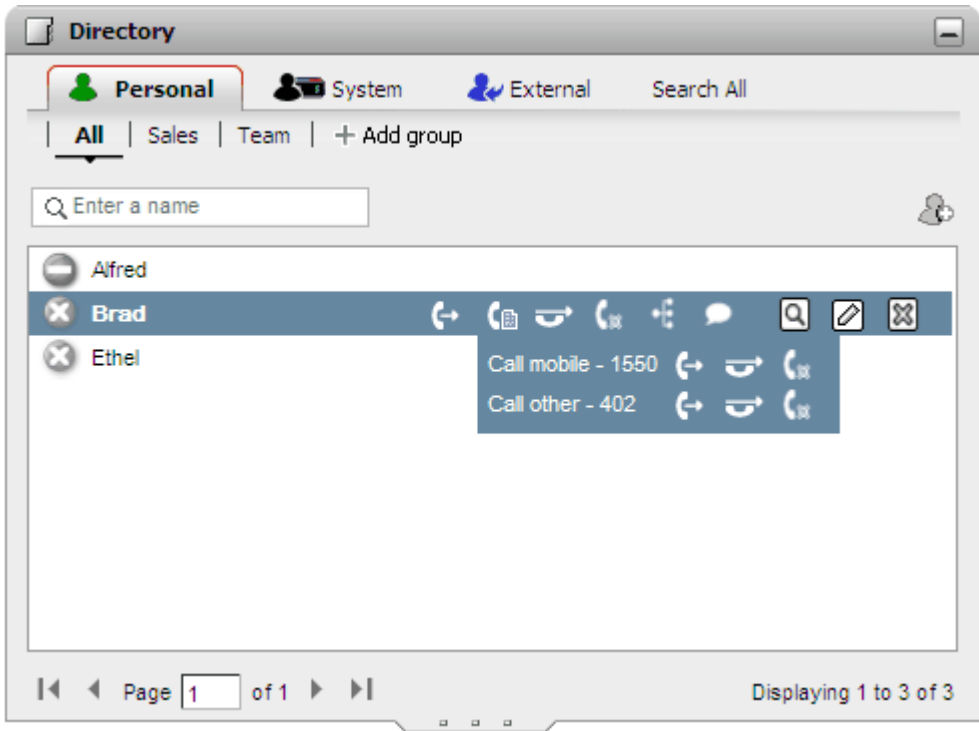 Directory
Personal System External Search All
All | Sales | Team | + Add group
Enter a name
Alfred
Brad
Call mobile - 1550
Call other - 402
Ethel
Page 1 of 1 Displaying 1 to 3 of 3